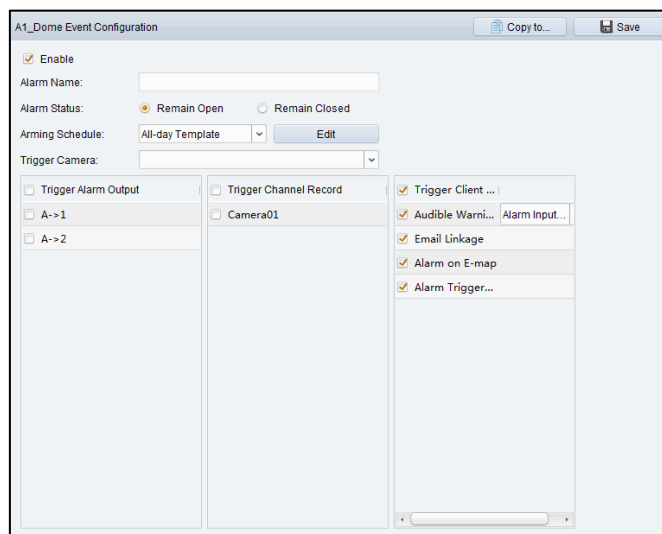 A1_Dome Event Configuration Copy to... Save
Enable
Alarm Name:
Alarm Status: Remain Open Remain Closed
Arming Schedule: All-day Template Edit
Trigger Camera:
Trigger Alarm Output Trigger Channel Record Trigger Client ...
A->1 Camera01 Audible Warni... Alarm Input...
A->2 Email Linkage
Alarm on E-map
Alarm Trigger...